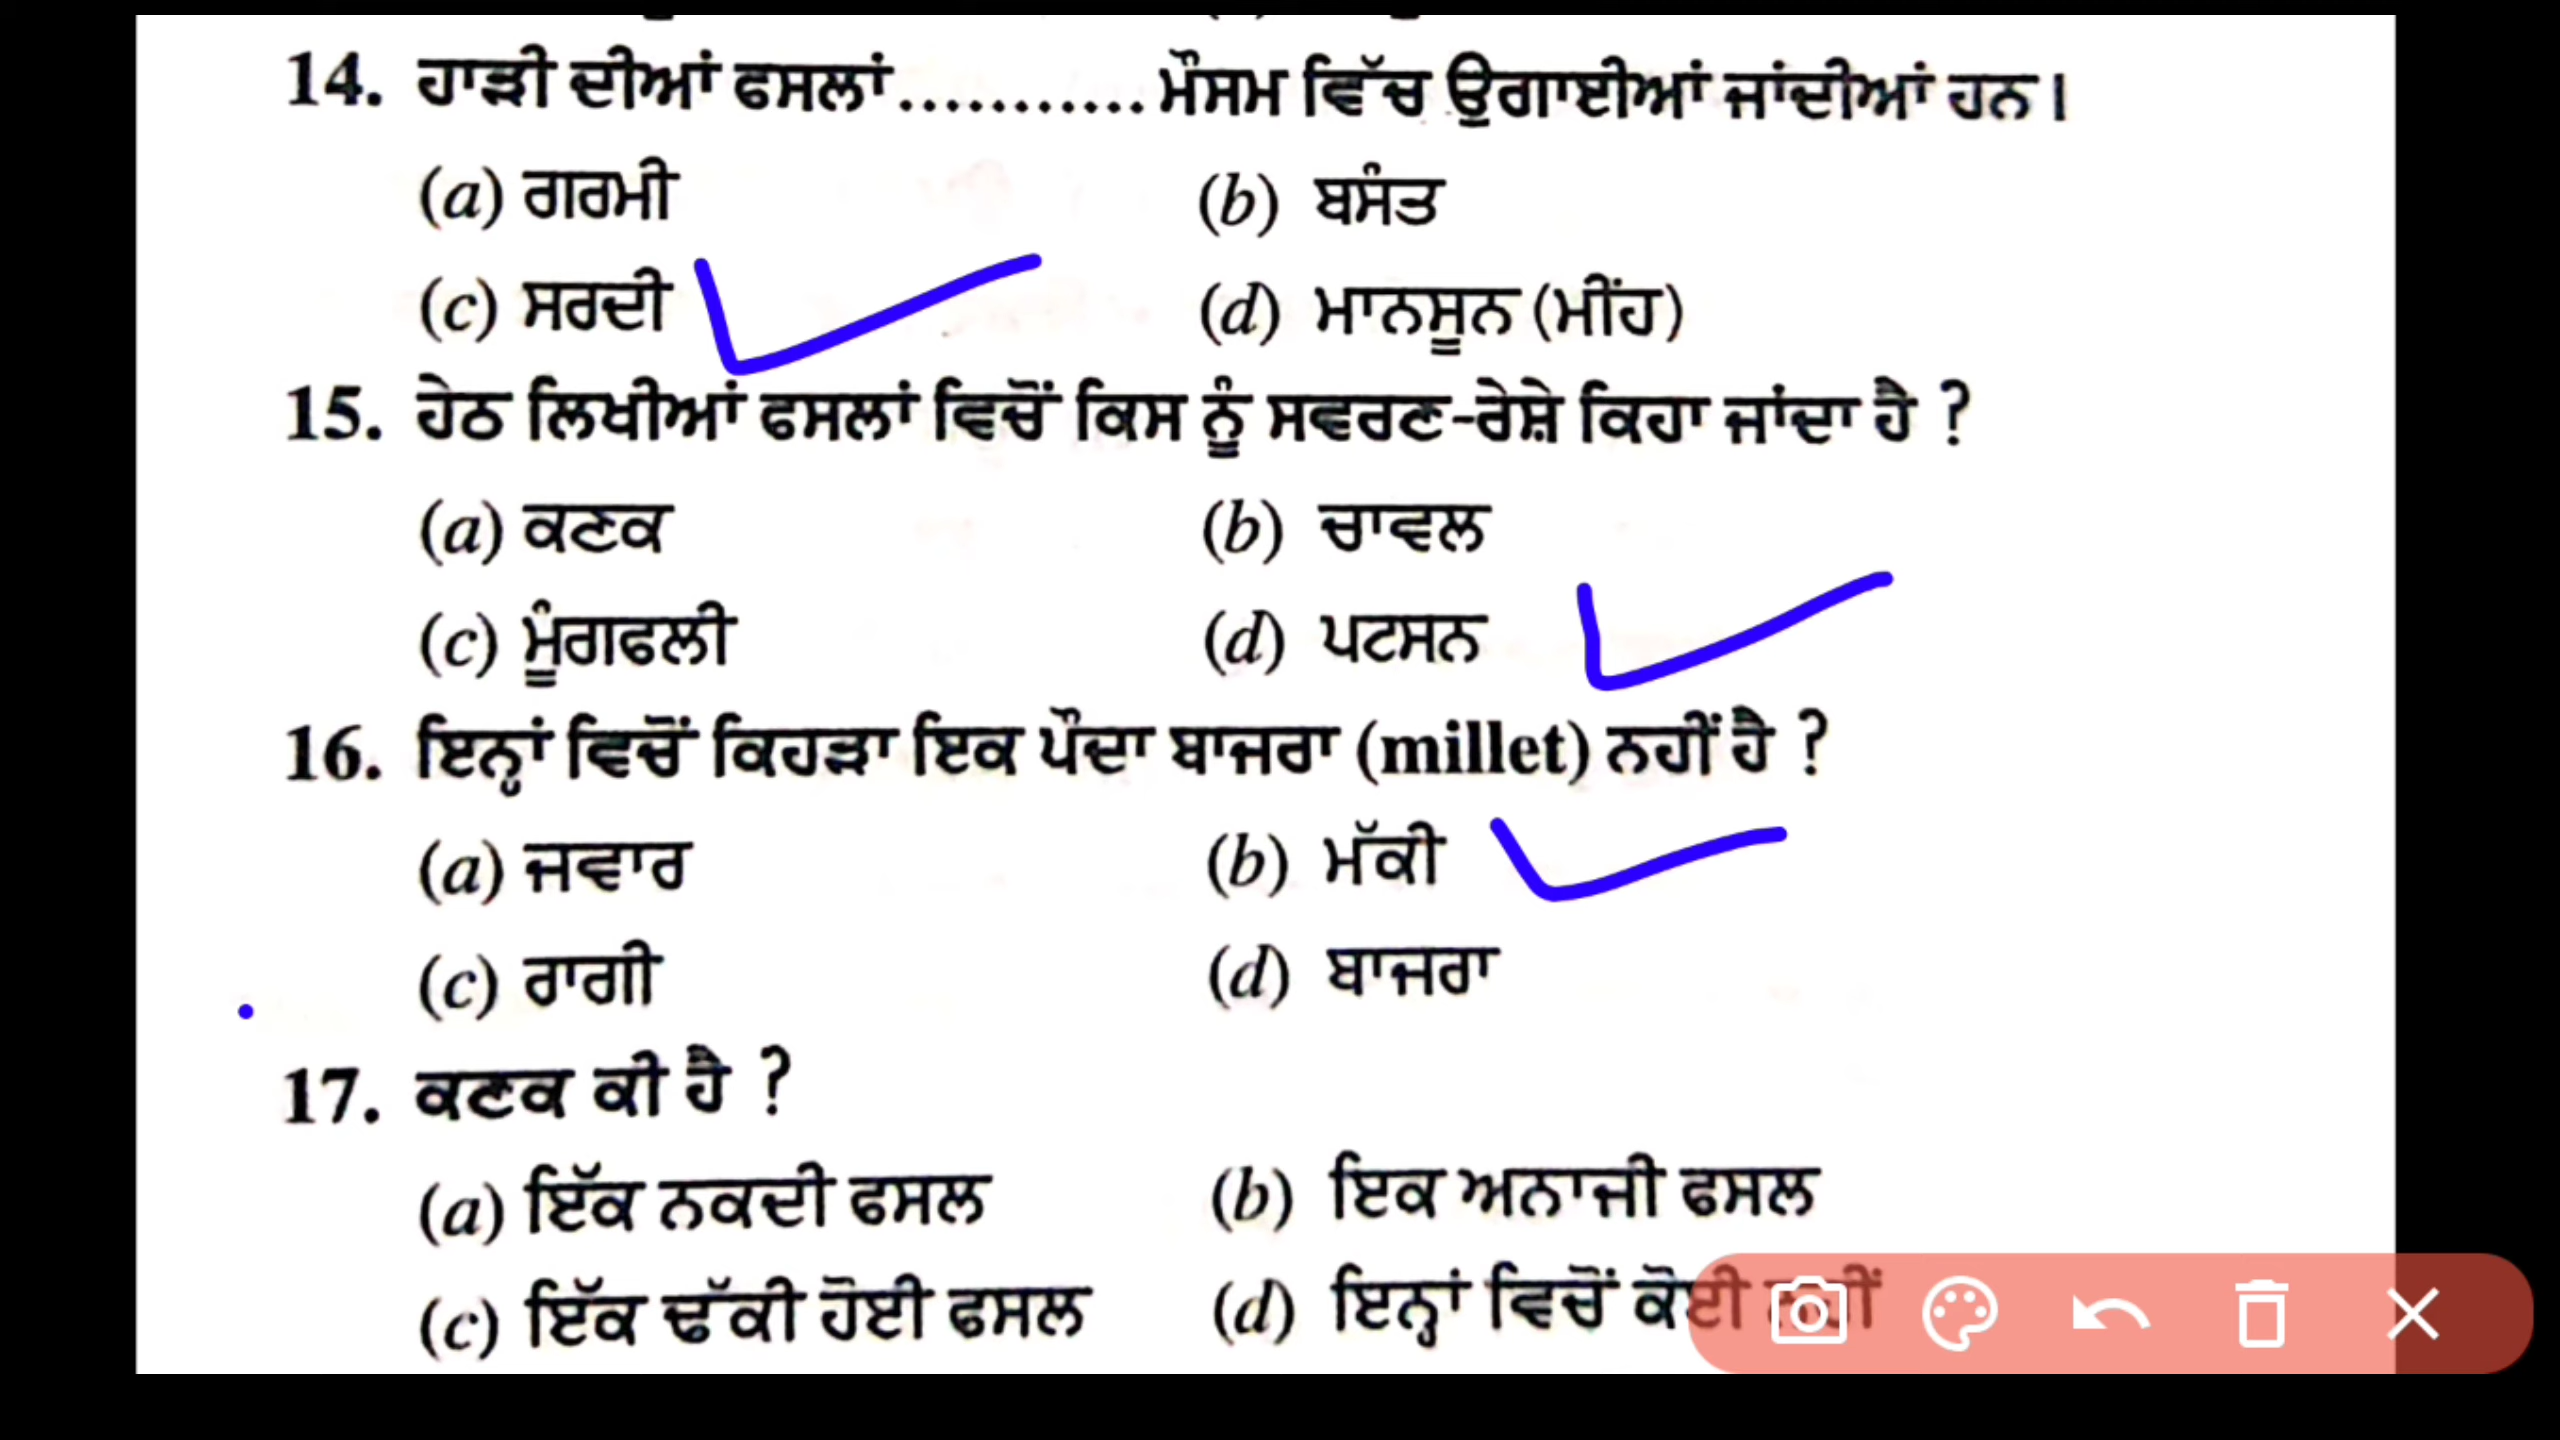 14. ਹਾੜੀ ਦੀਆਂ ਫਸਲਾਂ........... ਮੌਸਮ ਵਿੱਚ ਉਗਾਈਆਂ ਜਾਂਦੀਆਂ ਹਨ।
(a) ਗਰਮੀ (b) ਬਸੰਤ
(c) ਸਰਦੀ (d) ਮਾਨਸੂਨ (ਮੀਂਹ)
15. ਹੇਠ ਲਿਖੀਆਂ ਫਸਲਾਂ ਵਿਚੋਂ ਕਿਸ ਨੂੰ ਸਵਰਣ-ਰੇਸ਼ੇ ਕਿਹਾ ਜਾਂਦਾ ਹੈ ?
(a) ਕਣਕ (b) ਚਾਵਲ
(c) ਮੂੰਗਫਲੀ (d) ਪਟਸਨ
16. ਇਨ੍ਹਾਂ ਵਿਚੋਂ ਕਿਹੜਾ ਇਕ ਪੌਦਾ ਬਾਜਰਾ (millet) ਨਹੀਂ ਹੈ ?
(a) ਜਵਾਰ (b) ਮੱਕੀ
(c) ਰਾਗੀ (d) ਬਾਜਰਾ
17. ਕਣਕ ਕੀ ਹੈ ?
(a) ਇੱਕ ਨਕਦੀ ਫਸਲ (b) ਇਕ ਅਨਾਜੀ ਫਸਲ
(c) ਇੱਕ ਢੱਕੀ ਹੋਈ ਫਸਲ (d) ਇਨ੍ਹਾਂ ਵਿਚੋਂ ਕੋਈ ਨਹੀਂ